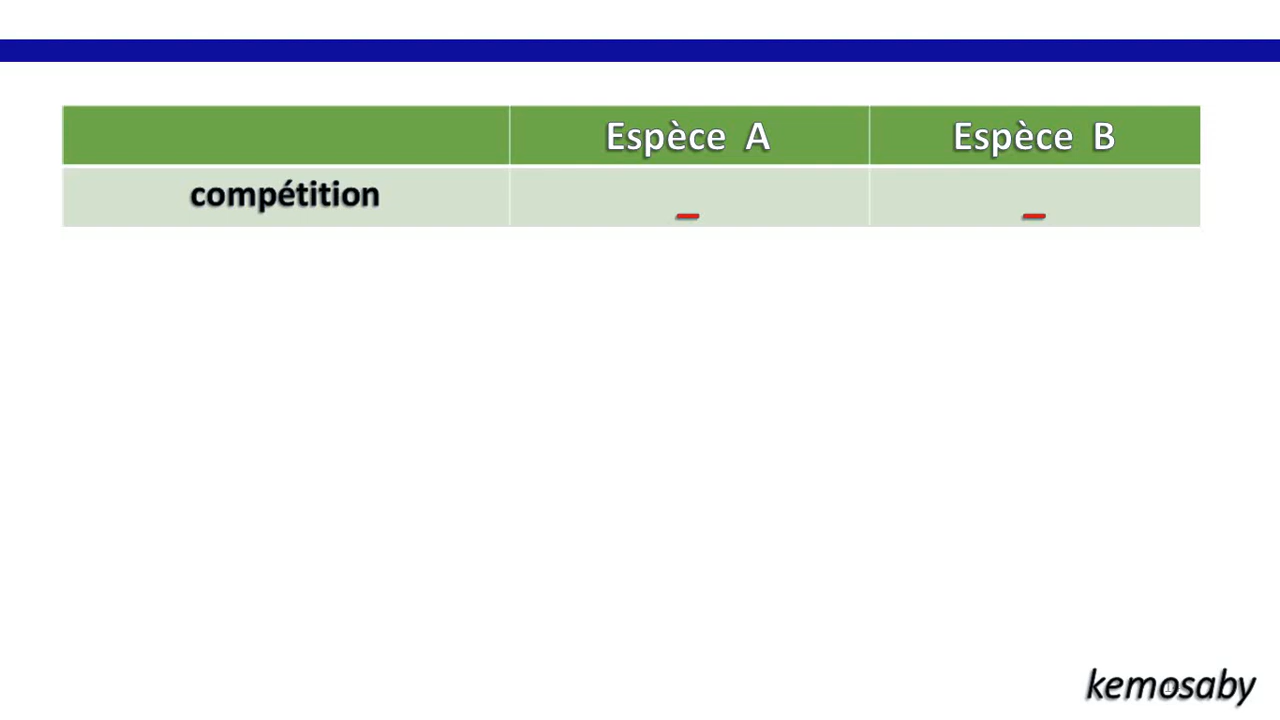 Espèce A Espèce B
compétition – –
kemosaby